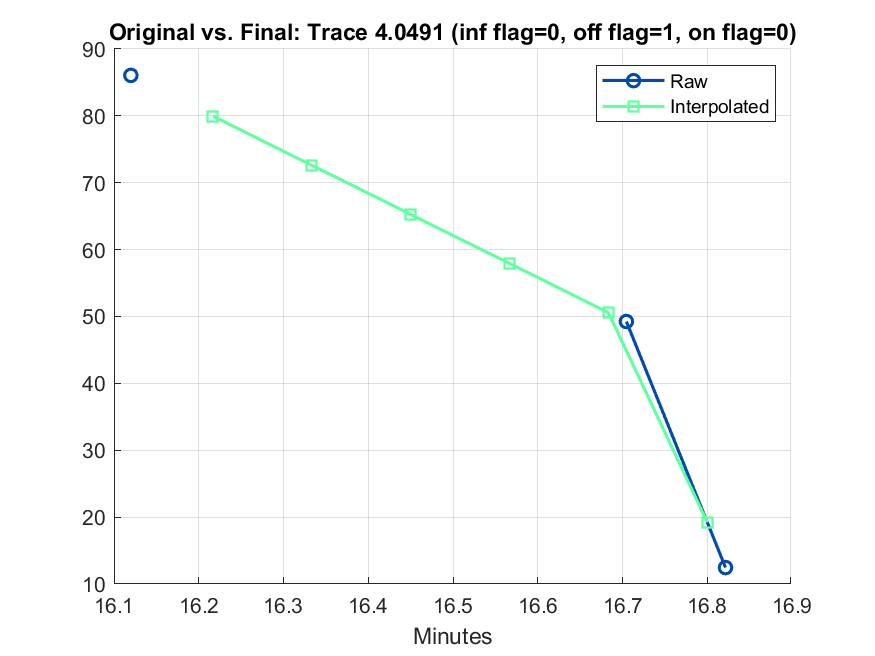 Original vs. Final: Trace 4.0491 (inf flag=0, off flag=1, on flag=0)
90
80
70
60
50
40
30
20
10
Raw
Interpolated
16.1 16.2 16.3 16.4 16.5 16.6 16.7 16.8 16.9
Minutes